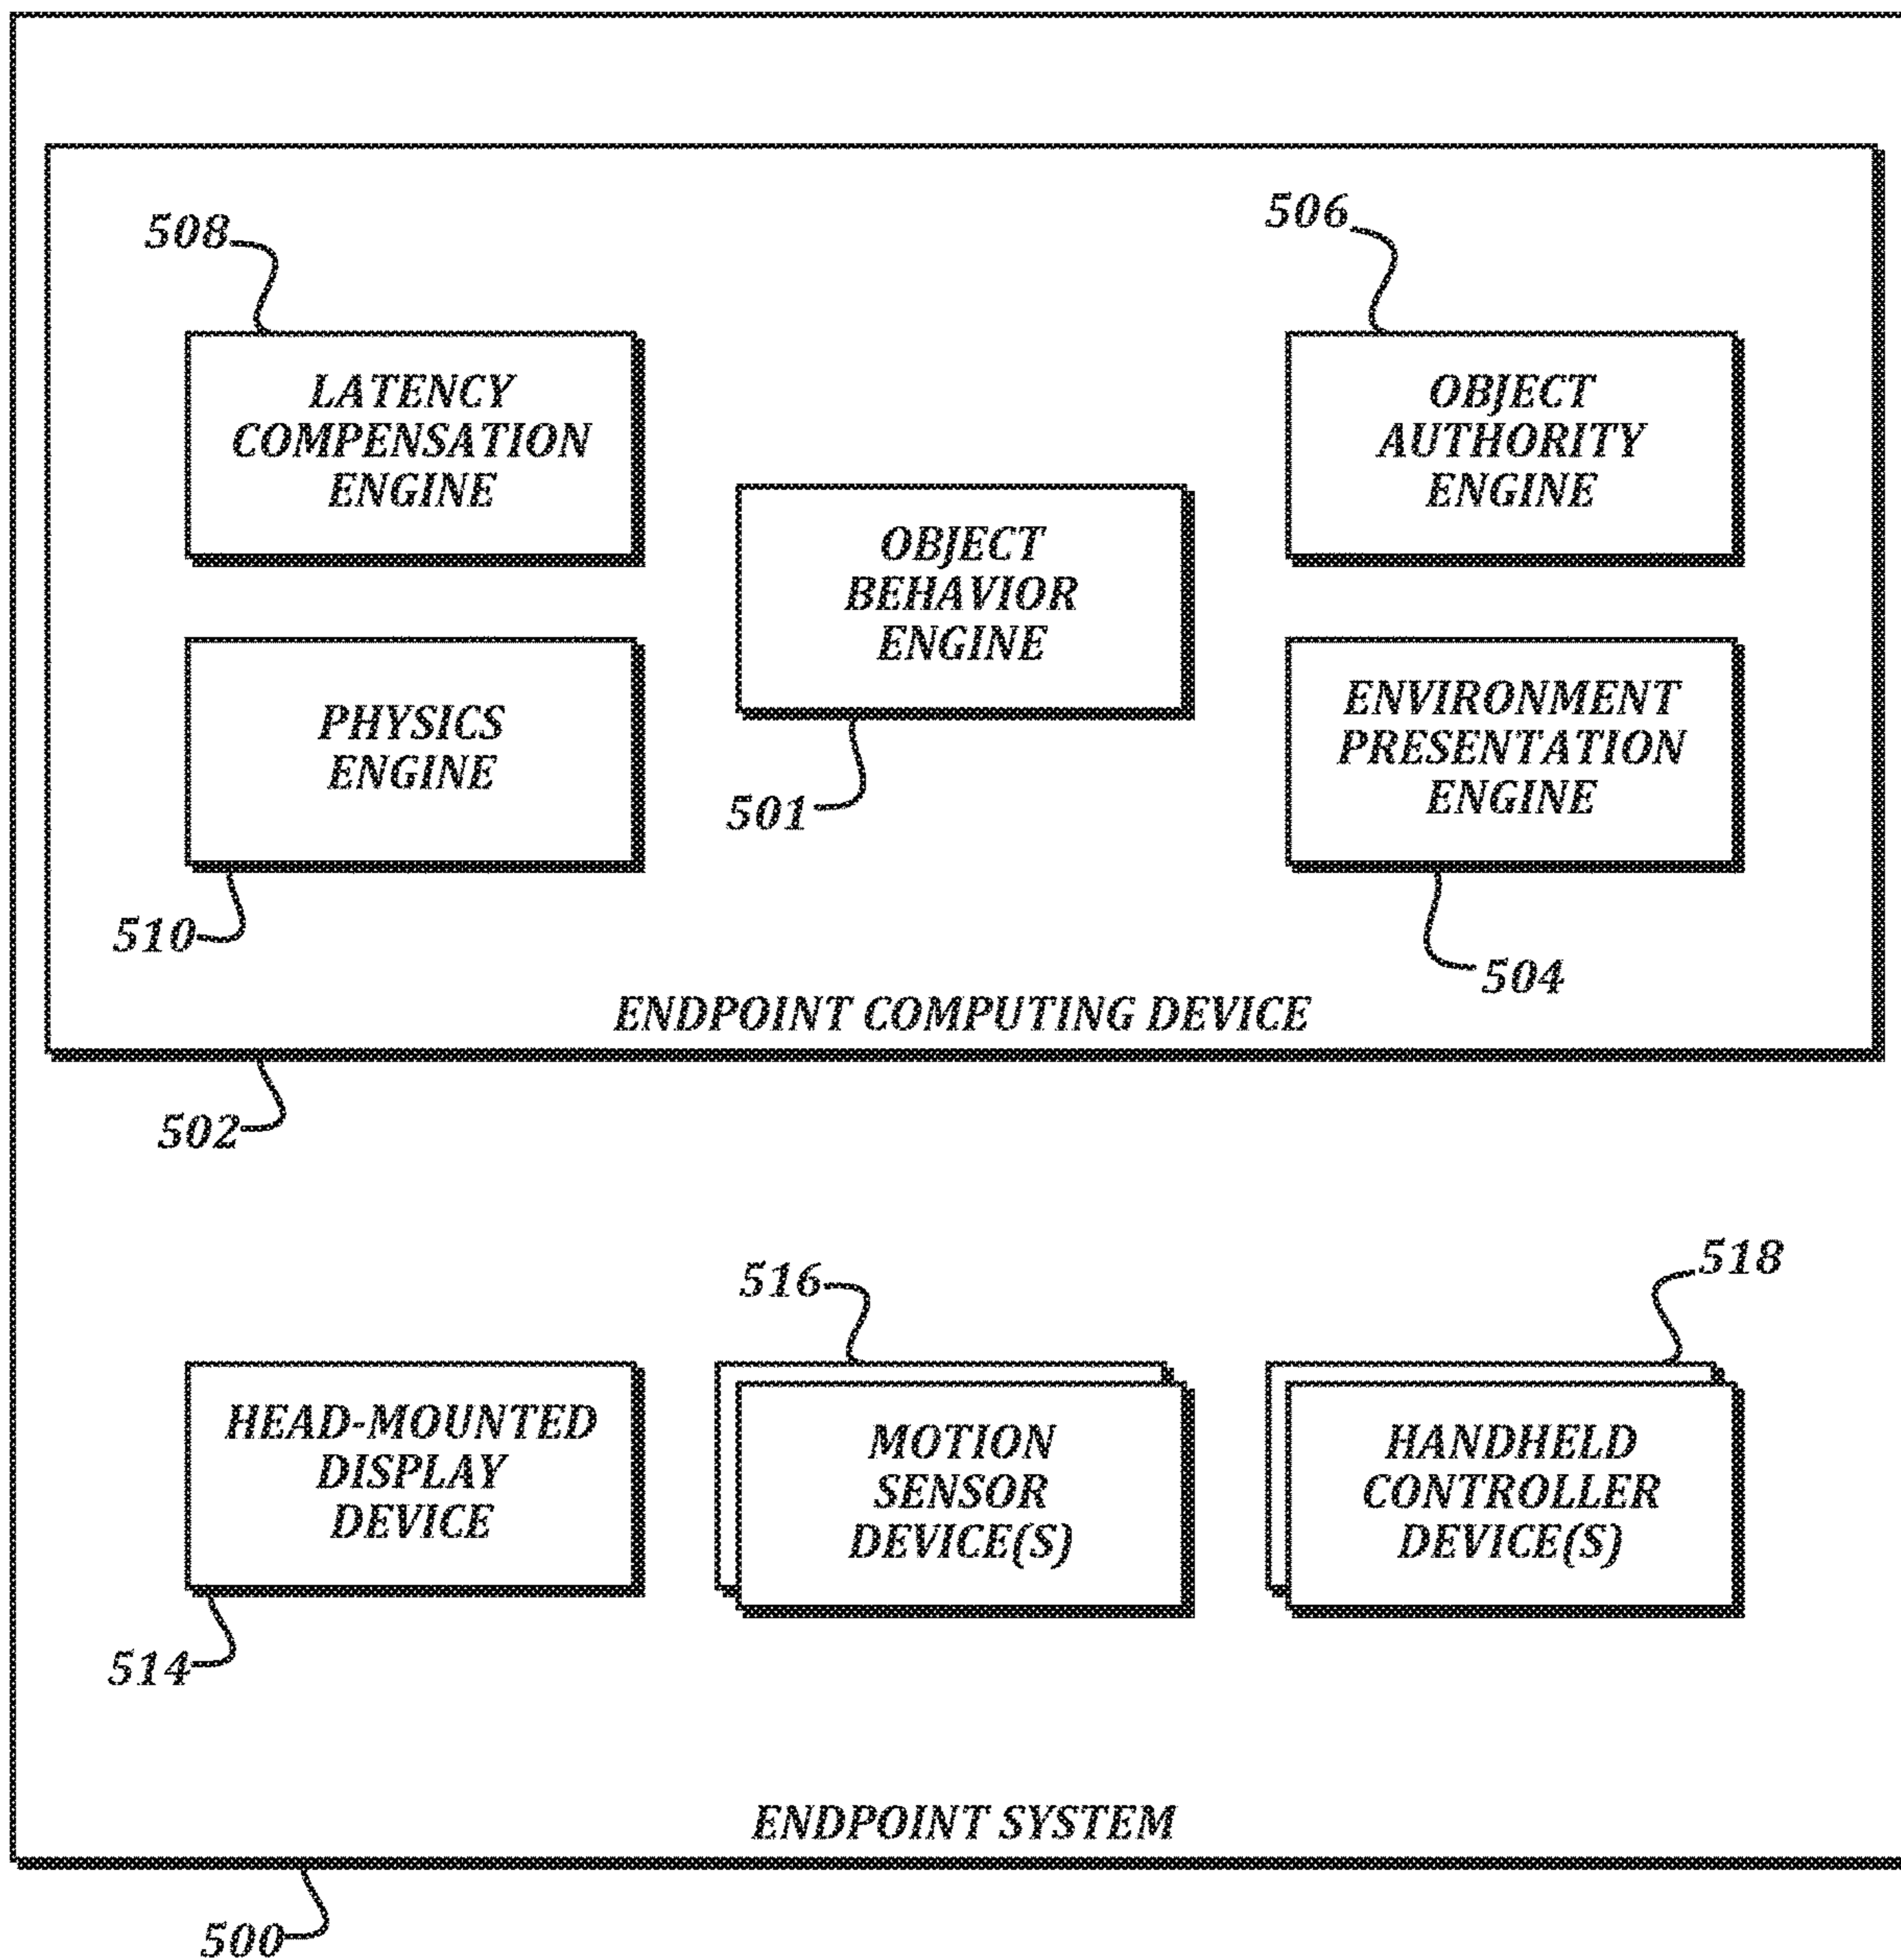 508
506
LATENCY
COMPENSATION
ENGINE
OBJECT
AUTHORITY
ENGINE
OBJECT
BEHAVIOR
ENGINE
PHYSICS
ENGINE
ENVIRONMENT
PRESENTATION
ENGINE
501
510
504
ENDPOINT COMPUTING DEVICE
502
516
518
HEAD-MOUNTED
DISPLAY
DEVICE
MOTION
SENSOR
DEVICE(S)
HANDHELD
CONTROLLER
DEVICE(S)
514
ENDPOINT SYSTEM
500